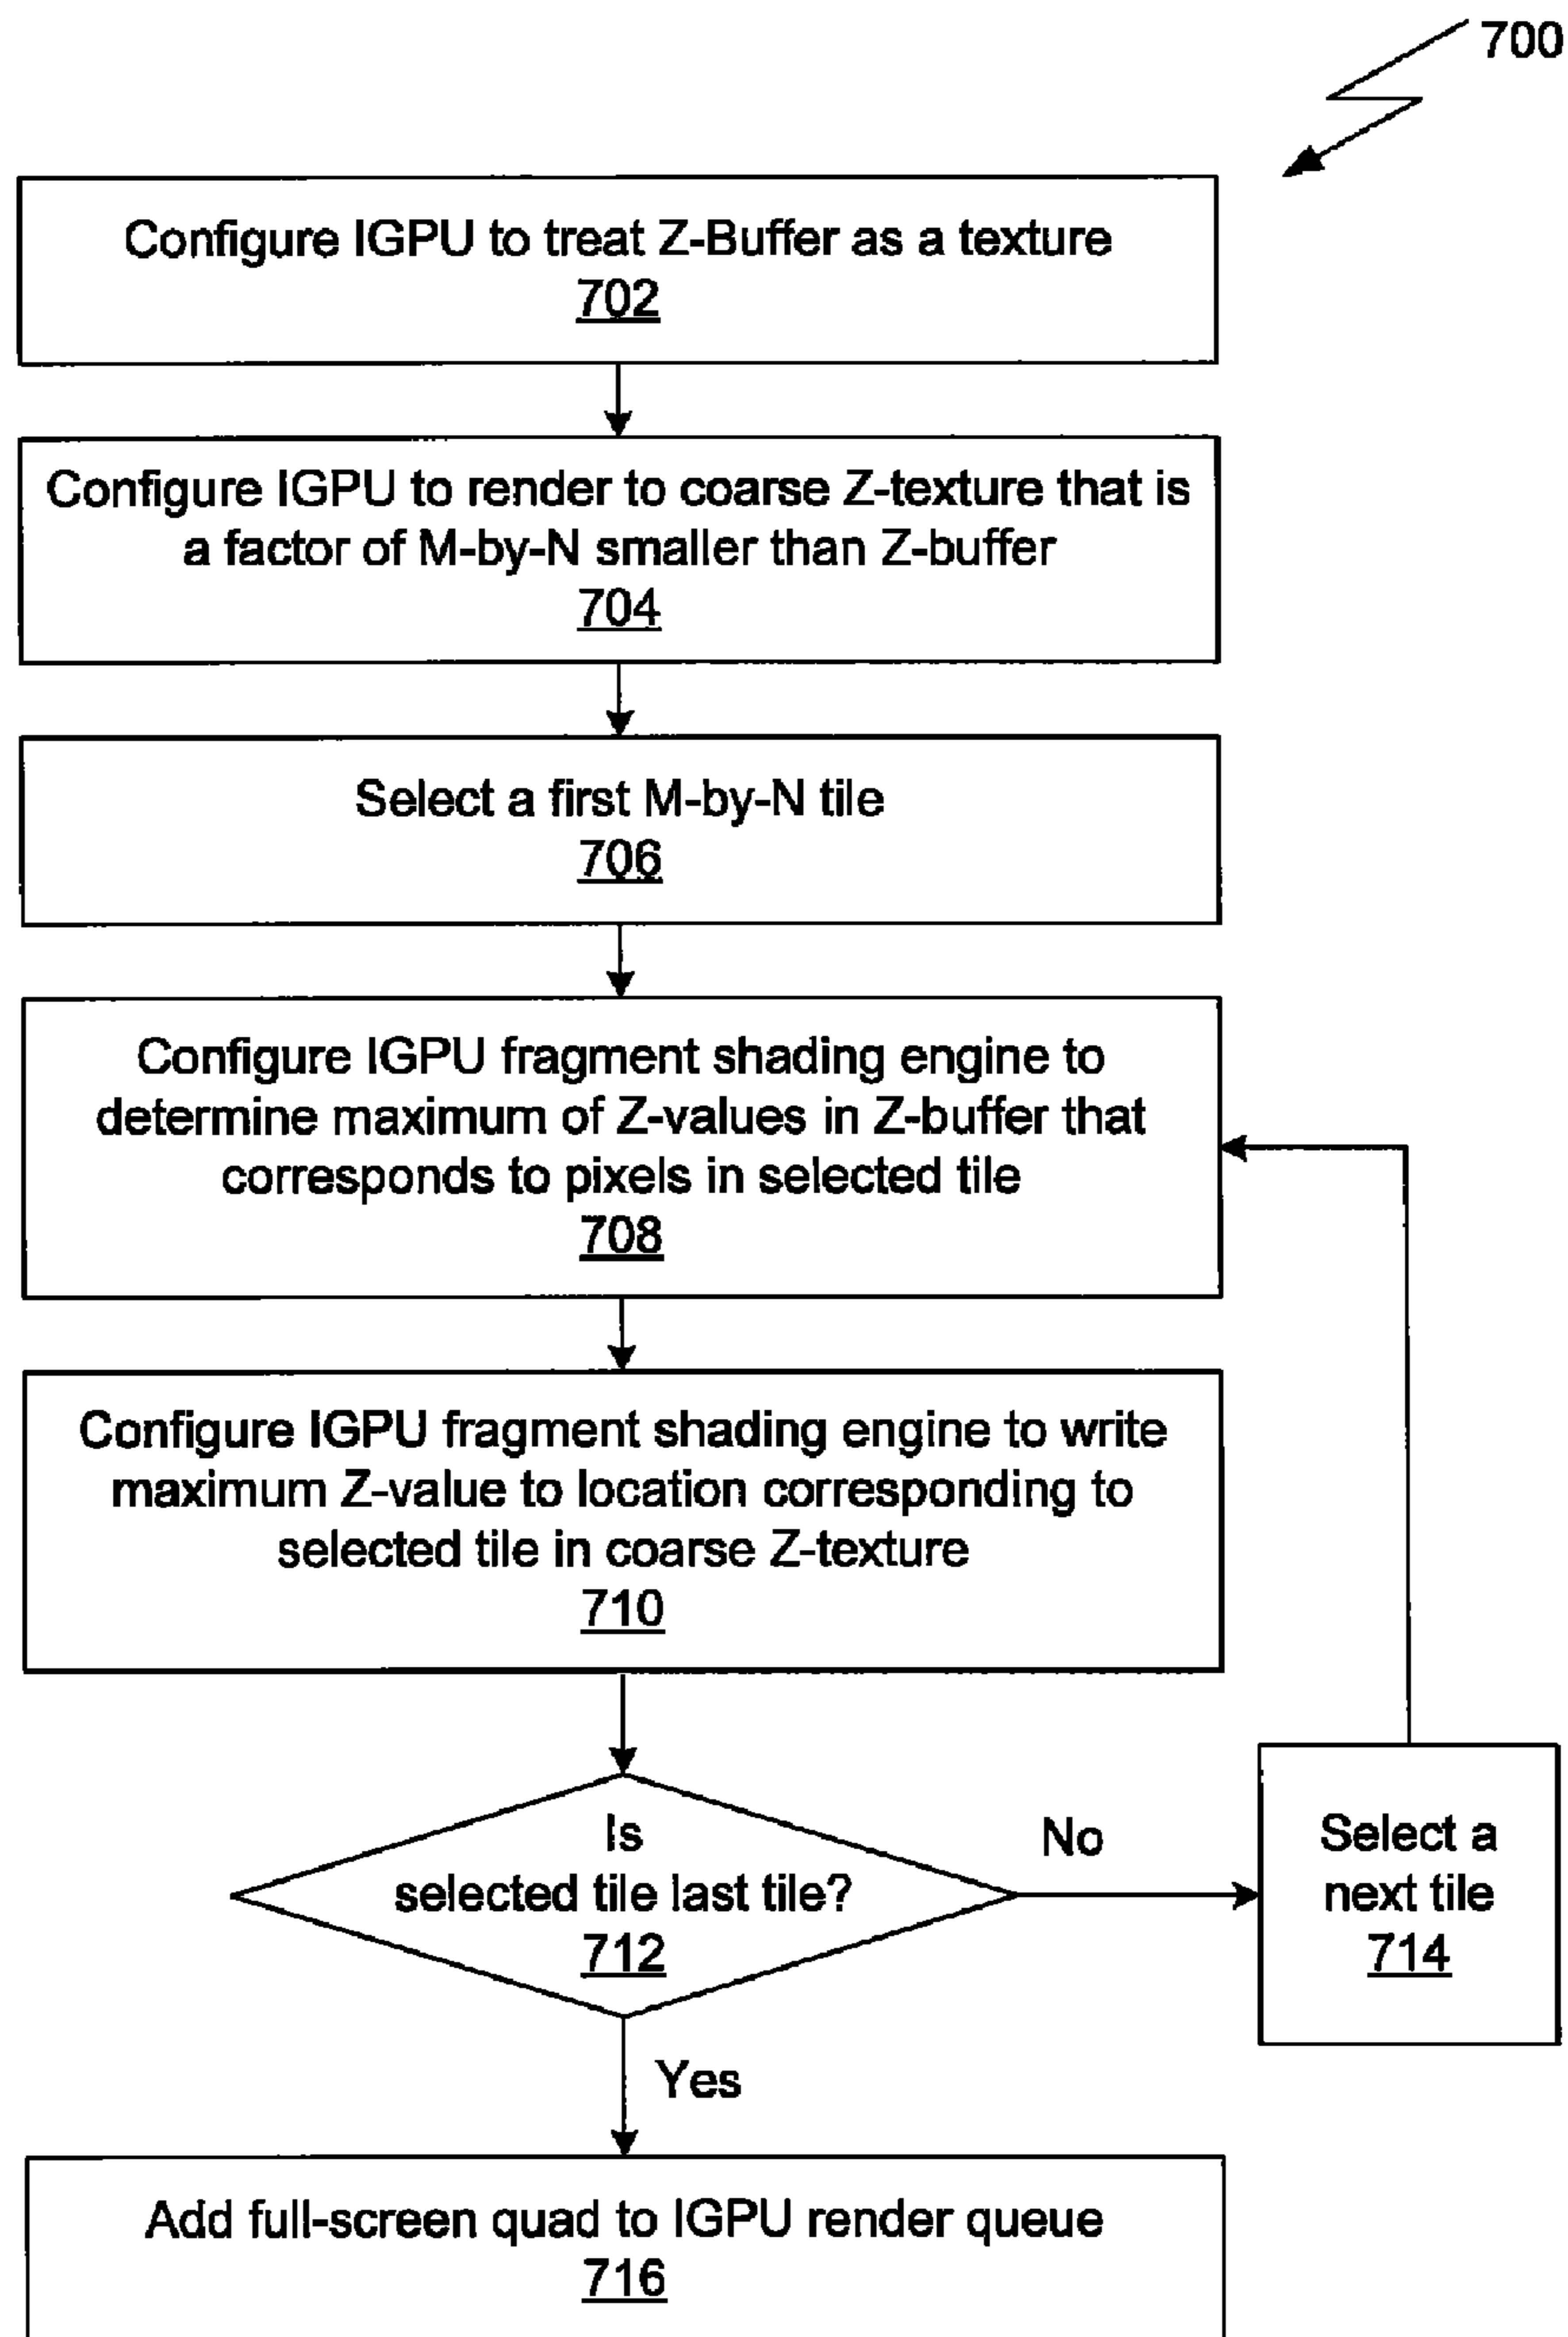 700
Configure IGPU to treat Z-Buffer as a texture
702
Configure IGPU to render to coarse Z-texture that is
a factor of M-by-N smaller than Z-buffer
704
Select a first M-by-N tile
706
Configure IGPU fragment shading engine to
determine maximum of Z-values in Z-buffer that
corresponds to pixels in selected tile
708
Configure IGPU fragment shading engine to write
maximum Z-value to location corresponding to
selected tile in coarse Z-texture
710
Is
selected tile last tile?
712
No
Select a
next tile
714
Yes
Add full-screen quad to IGPU render queue
716